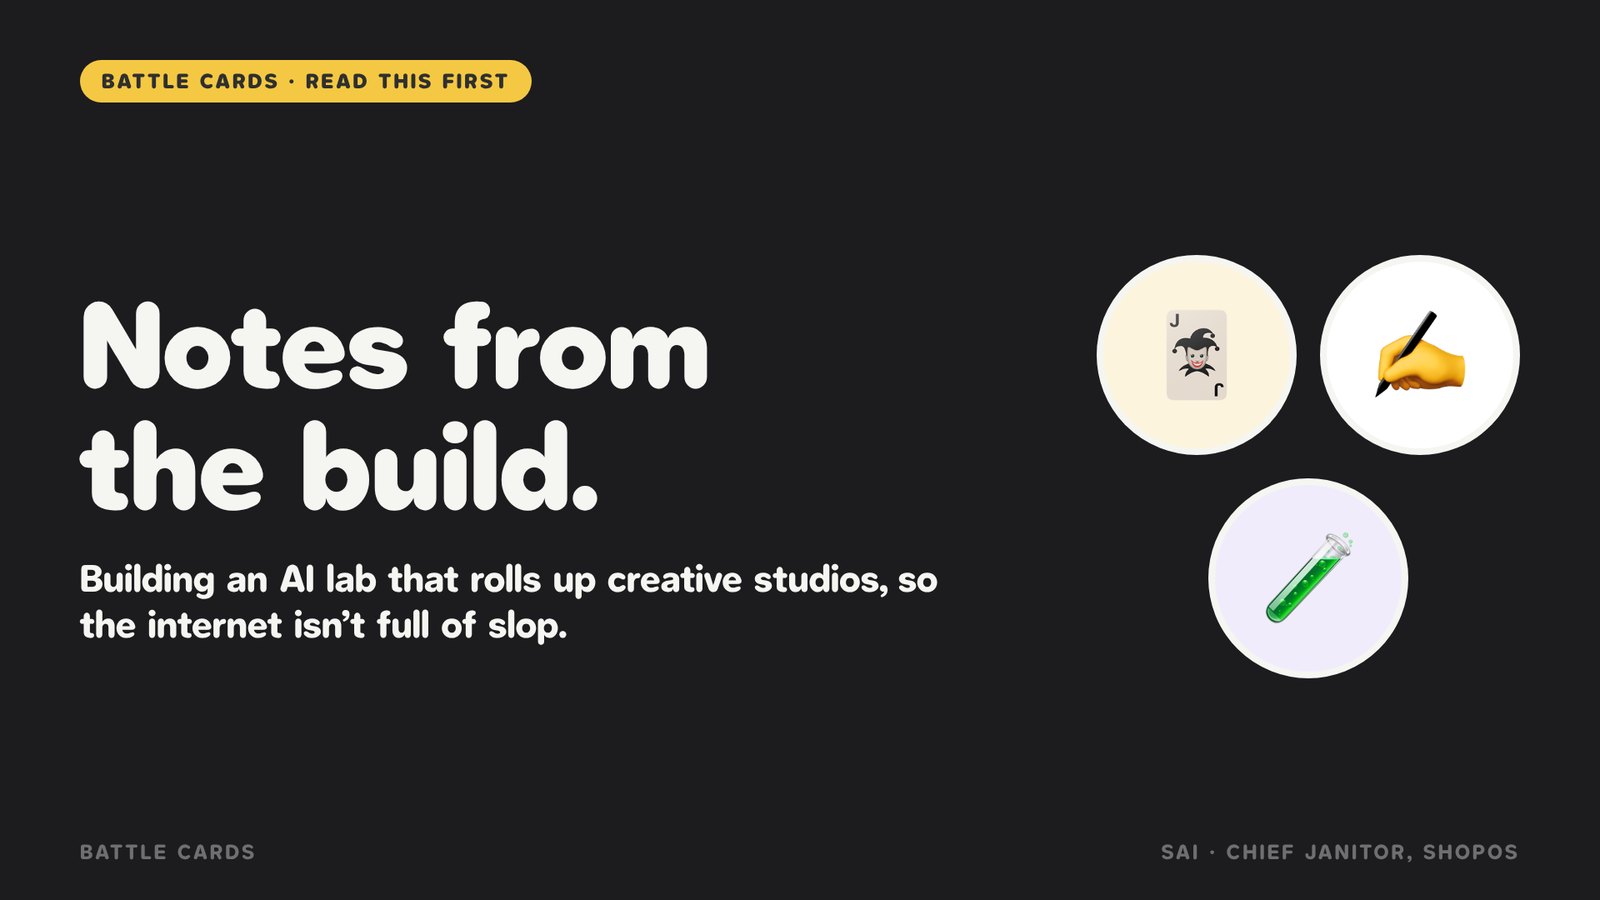 BATTLE CARDS · READ THIS FIRST
Notes from
the build.
Building an AI lab that rolls up creative studios, so
the internet isn’t full of slop.
J
J
BATTLE CARDS
SAI · CHIEF JANITOR, SHOPOS